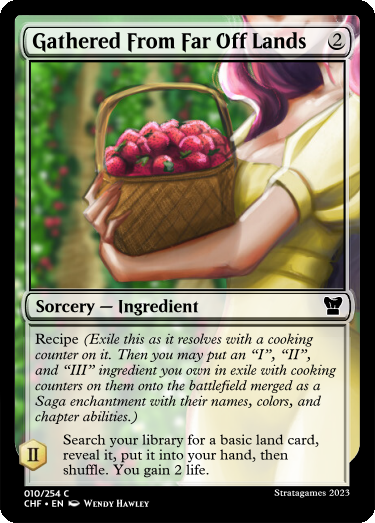 Gathered From Far Off Lands 2
Sorcery — Ingredient
Recipe (Exile this as it resolves with a cooking
counter on it. Then you may put an “I”, “II”,
and “III” ingredient you own in exile with cooking
counters on them onto the battlefield merged as a
Saga enchantment with their names, colors, and
chapter abilities.)
II
Search your library for a basic land card,
reveal it, put it into your hand, then
shuffle. You gain 2 life.
010/254 C
CHF • EN Wendy Hawley
Stratagames 2023